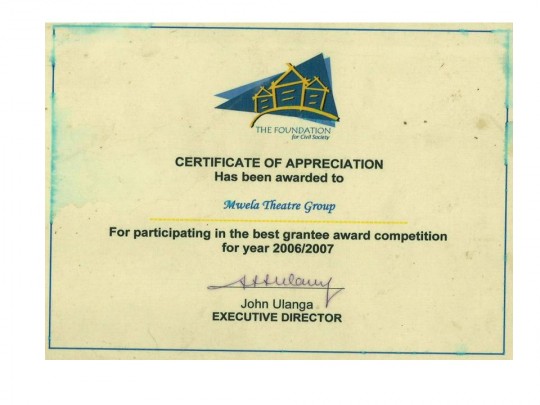 THE FOUNDATION
for Civil Society
CERTIFICATE OF APPRECIATION
Has been awarded to
Mwela Theatre Group
For participating in the best grantee award competition
for year 2006/2007
John Ulanga
EXECUTIVE DIRECTOR